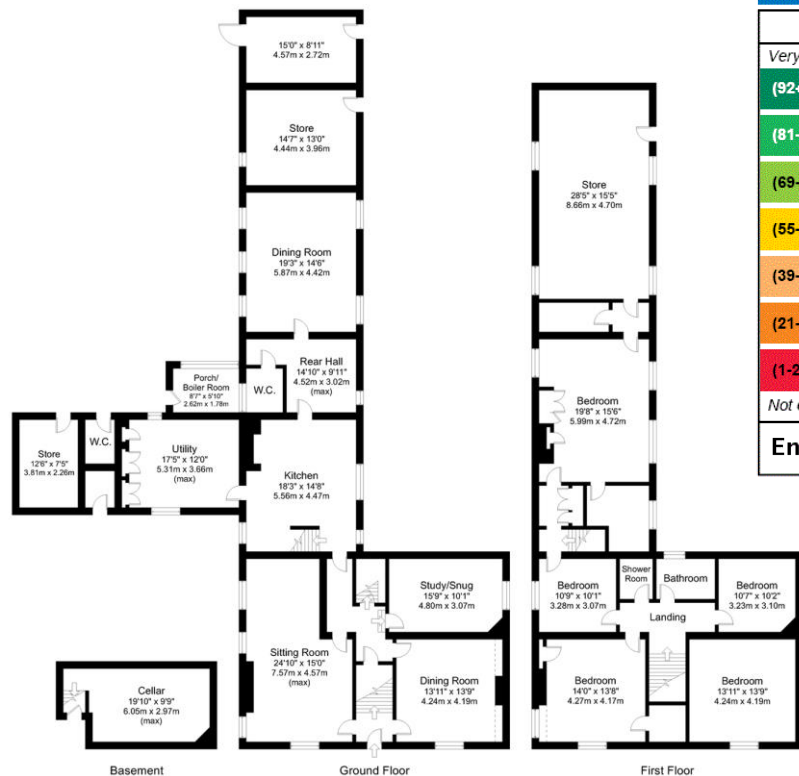 15'0" x 8'11"
4.57m x 2.72m
Store
14'7" x 13'0"
4.44m x 3.96m
Dining Room
19'3" x 14'6"
5.87m x 4.42m
Rear Hall
14'10" x 9'11"
4.52m x 3.02m
(max)
W.C.
Porch/
Boiler Room
8'7" x 5'10"
2.62m x 1.78m
Store
12'6" x 7'5"
3.81m x 2.26m
W.C.
Utility
17'5" x 12'0"
5.31m x 3.66m
(max)
Kitchen
18'3" x 14'8"
5.56m x 4.47m
Study/Snug
15'9" x 10'1"
4.80m x 3.07m
Sitting Room
24'10" x 15'0"
7.57m x 4.57m
(max)
Dining Room
13'11" x 13'9"
4.24m x 4.19m
Cellar
19'10" x 9'9"
6.05m x 2.97m
(max)
Basement
Ground Floor
Store
28'5" x 15'5"
8.66m x 4.70m
Bedroom
19'8" x 15'6"
5.99m x 4.72m
Bedroom
10'9" x 10'1"
3.28m x 3.07m
Shower
Room
Bathroom
Bedroom
10'7" x 10'2"
3.23m x 3.10m
Landing
Bedroom
14'0" x 13'8"
4.27m x 4.17m
Bedroom
13'11" x 13'9"
4.24m x 4.19m
First Floor
Very
(92+
(81-
(69-
(55-
(39-
(21-
(1-2
Not e
En